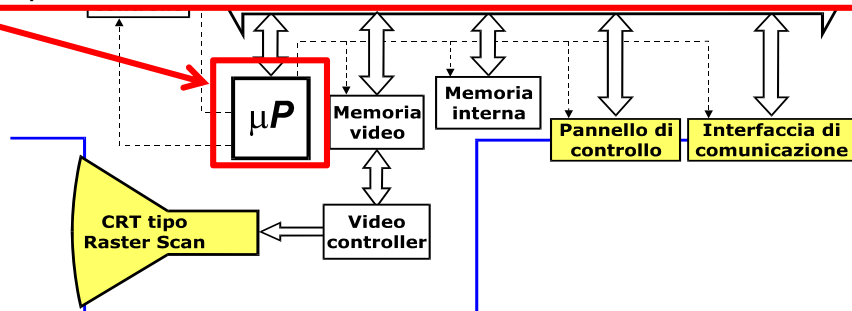 μP
Memoria
video
Memoria
interna
Pannello di
controllo
Interfaccia di
comunicazione
CRT tipo
Raster Scan
Video
controller